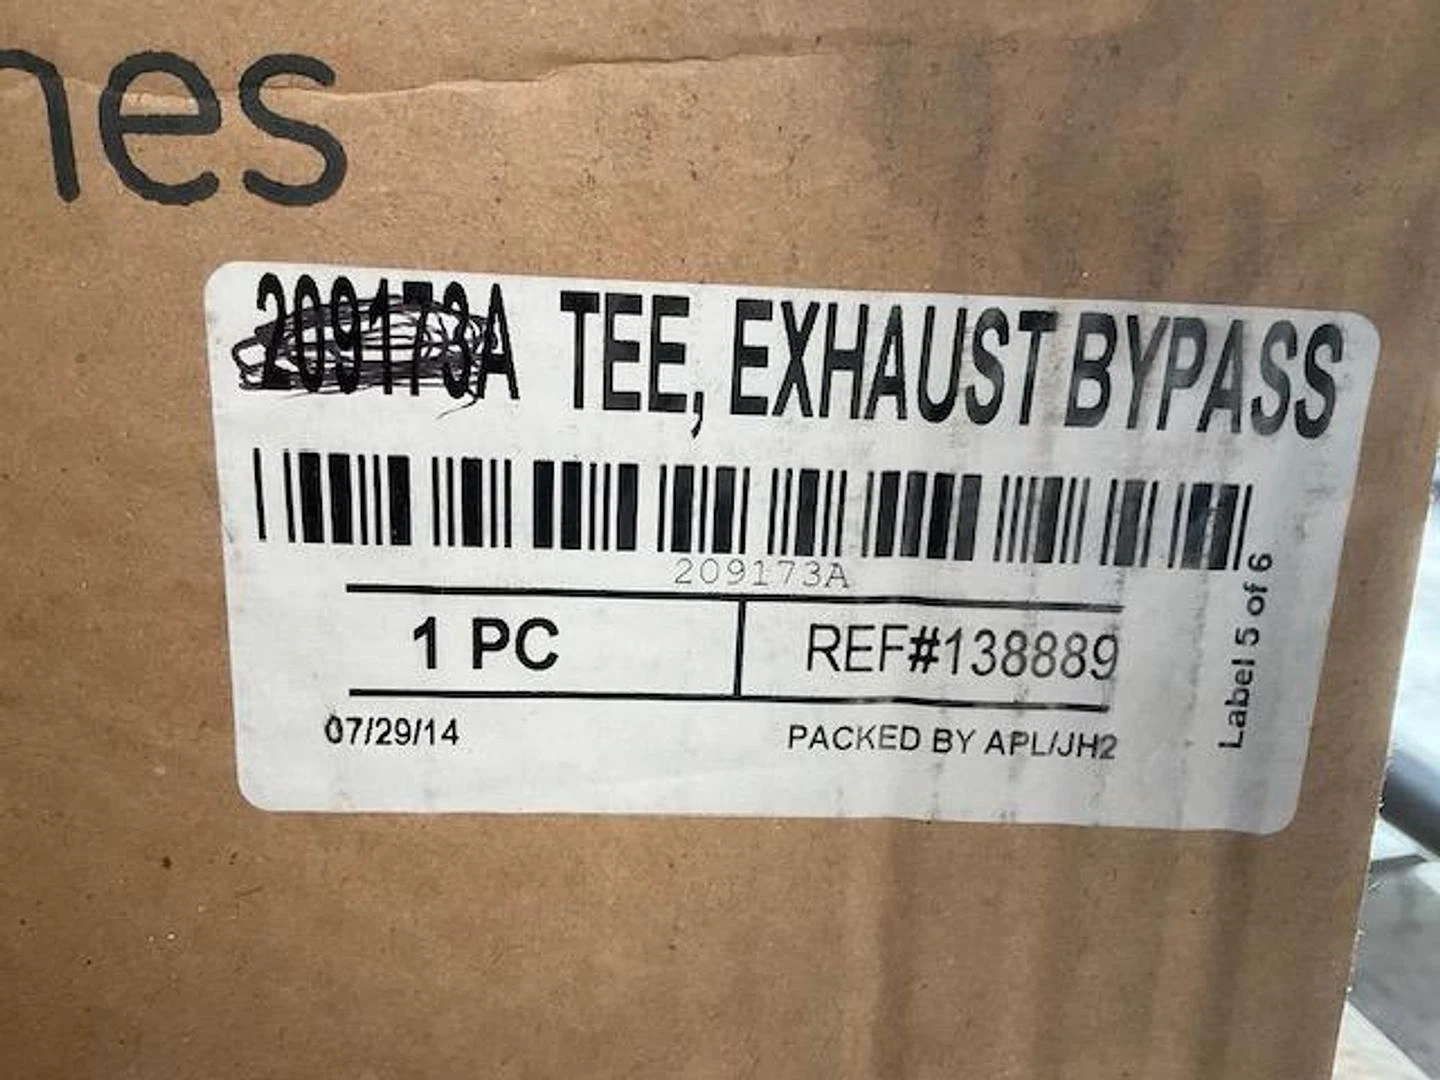 nes
209173A TEE, EXHAUST BYPASS
209173A
1 PC
REF#138889
07/29/14
PACKED BY APL/JH2
Label 5 of 6